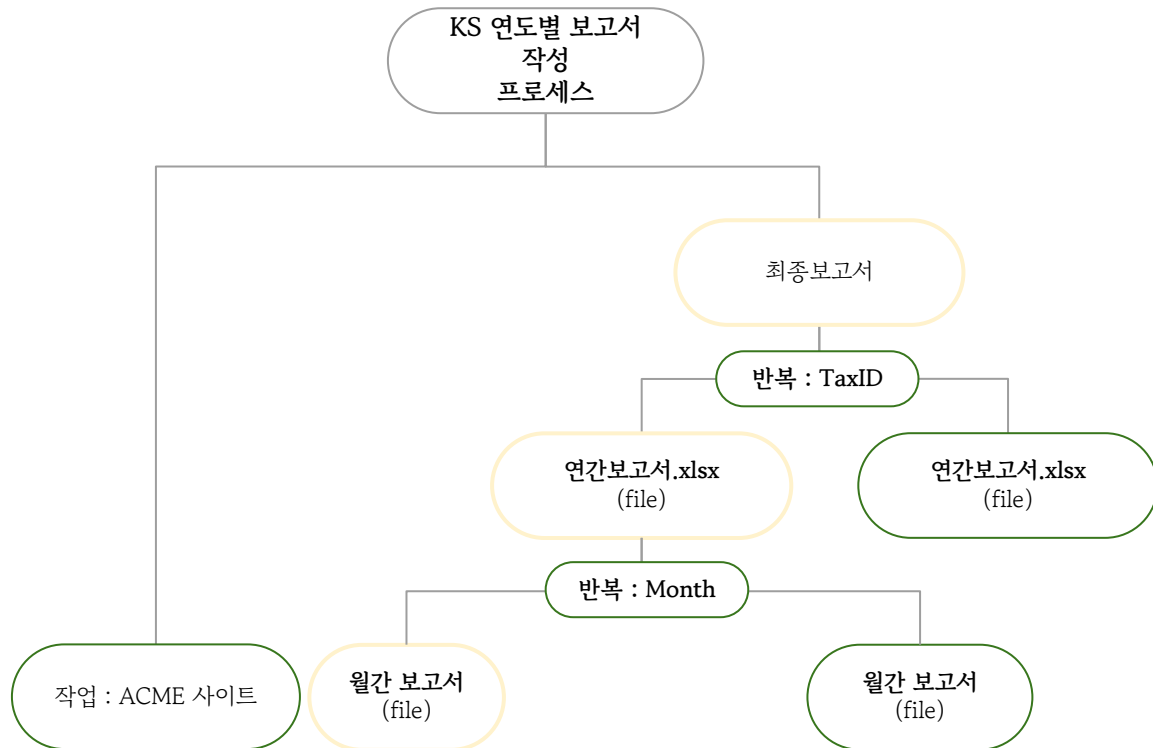 KS 연도별 보고서
작성
프로세스
최종보고서
반복 : TaxID
연간보고서.xlsx
(file)
연간보고서.xlsx
(file)
반복 : Month
작업 : ACME 사이트
월간 보고서
(file)
월간 보고서
(file)